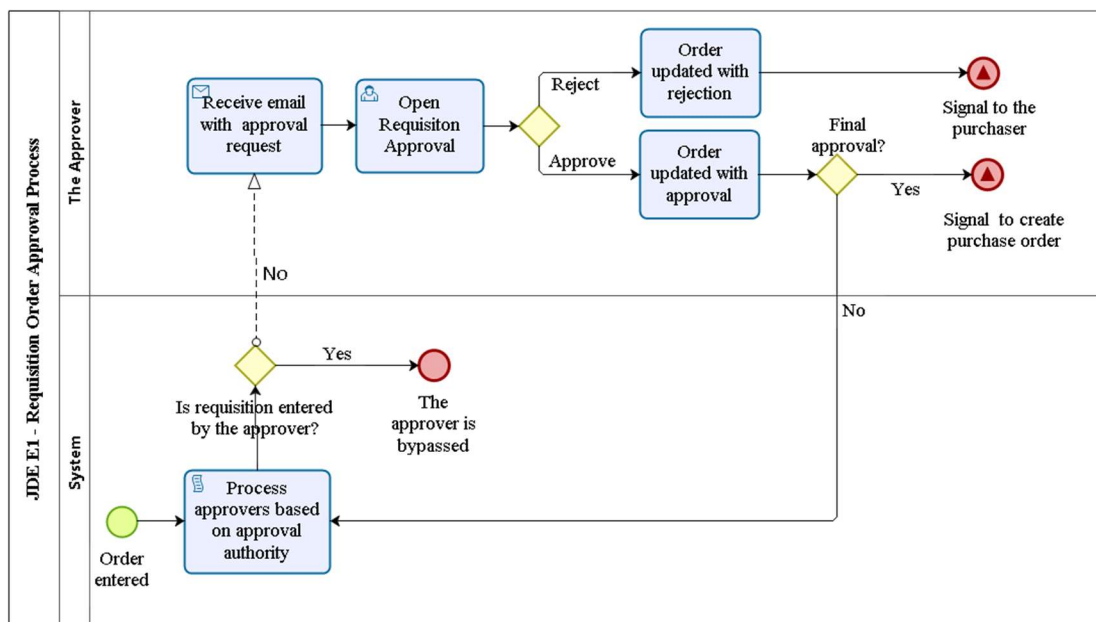 JDE E1 - Requisition Order Approval Process
The Approver
Receive email
with approval
request
Open
Requisiton
Approval
Reject
Approve
Order
updated with
rejection
Order
updated with
approval
Signal to the
purchaser
Final
approval?
Yes
Signal to create
purchase order
No
No
System
Is requisition entered
by the approver?
Yes
The
approver is
bypassed
Process
approvers based
on approval
authority
Order
entered